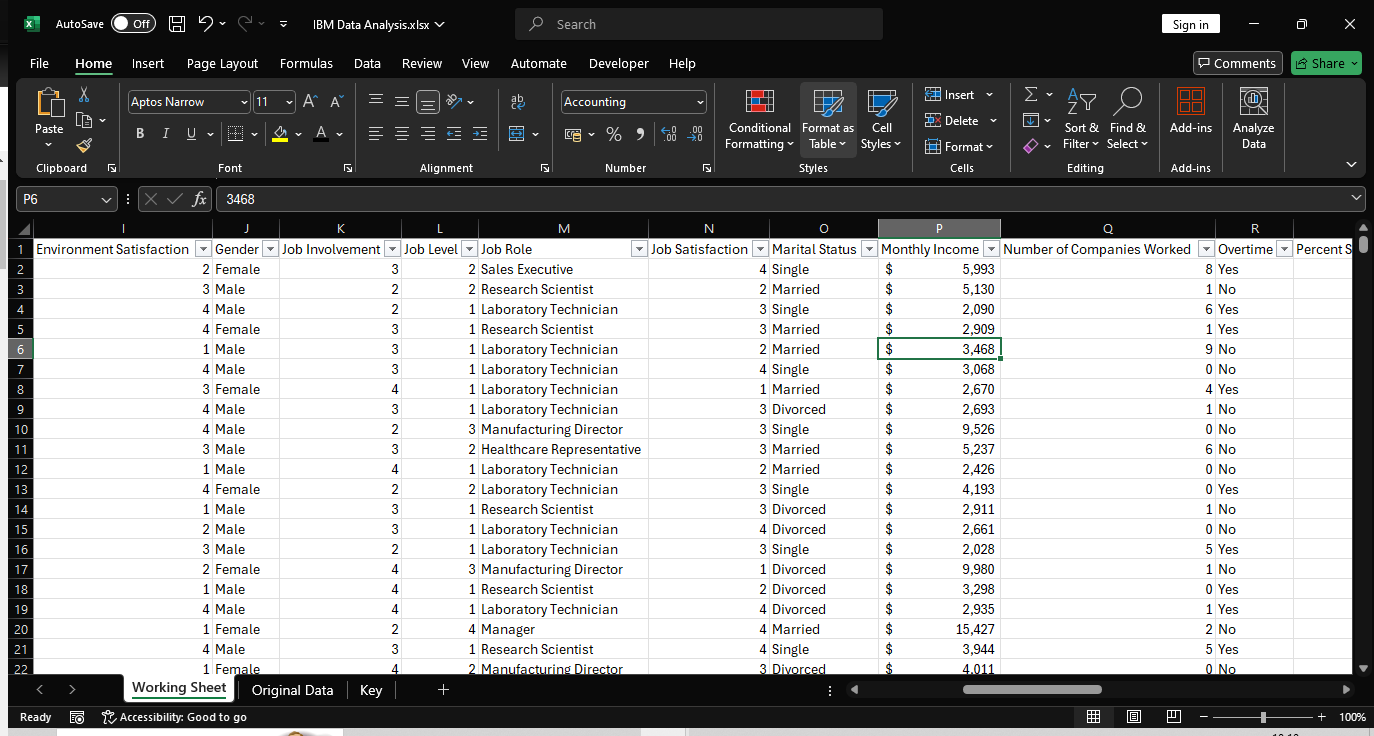 AutoSave Off IBM Data Analysis.xlsx Search Sign in
File Home Insert Page Layout Formulas Data Review View Automate Developer Help Comments Share
Paste Aptos Narrow 11 A A Accounting Conditional Formatting Format as Table Cell Styles Insert Delete Format Sort & Filter Find & Select Add-ins Analyze Data
B I U A $ %
Clipboard Font Alignment Number Styles Cells Editing Add-ins
P6 fx 3468
I J K L M N O P Q R
1 Environment Satisfaction Gender Job Involvement Job Level Job Role Job Satisfaction Marital Status Monthly Income Number of Companies Worked Overtime Percent S
2 2 Female 3 2 Sales Executive 4 Single $ 5,993 8 Yes
3 3 Male 2 2 Research Scientist 2 Married $ 5,130 1 No
4 4 Male 2 1 Laboratory Technician 3 Single $ 2,090 6 Yes
5 4 Female 3 1 Research Scientist 3 Married $ 2,909 1 Yes
6 1 Male 3 1 Laboratory Technician 2 Married $ 3,468 9 No
7 4 Male 3 1 Laboratory Technician 4 Single $ 3,068 0 No
8 3 Female 4 1 Laboratory Technician 1 Married $ 2,670 4 Yes
9 4 Male 3 1 Laboratory Technician 3 Divorced $ 2,693 1 No
10 4 Male 2 3 Manufacturing Director 3 Single $ 9,526 0 No
11 3 Male 3 2 Healthcare Representative 3 Married $ 5,237 6 No
12 1 Male 4 1 Laboratory Technician 2 Married $ 2,426 0 No
13 4 Female 2 2 Laboratory Technician 3 Single $ 4,193 0 Yes
14 1 Male 3 1 Research Scientist 3 Divorced $ 2,911 1 No
15 2 Male 3 1 Laboratory Technician 4 Divorced $ 2,661 0 No
16 3 Male 2 1 Laboratory Technician 3 Single $ 2,028 5 Yes
17 2 Female 4 3 Manufacturing Director 1 Divorced $ 9,980 1 No
18 1 Male 4 1 Research Scientist 2 Divorced $ 3,298 0 Yes
19 4 Male 4 1 Laboratory Technician 4 Divorced $ 2,935 1 Yes
20 1 Female 2 4 Manager 4 Married $ 15,427 2 No
21 4 Male 3 1 Research Scientist 4 Single $ 3,944 5 Yes
22 1 Female 4 2 Manufacturing Director 3 Divorced $ 4,011 0 No
Working Sheet Original Data Key
Ready Accessibility: Good to go 100%